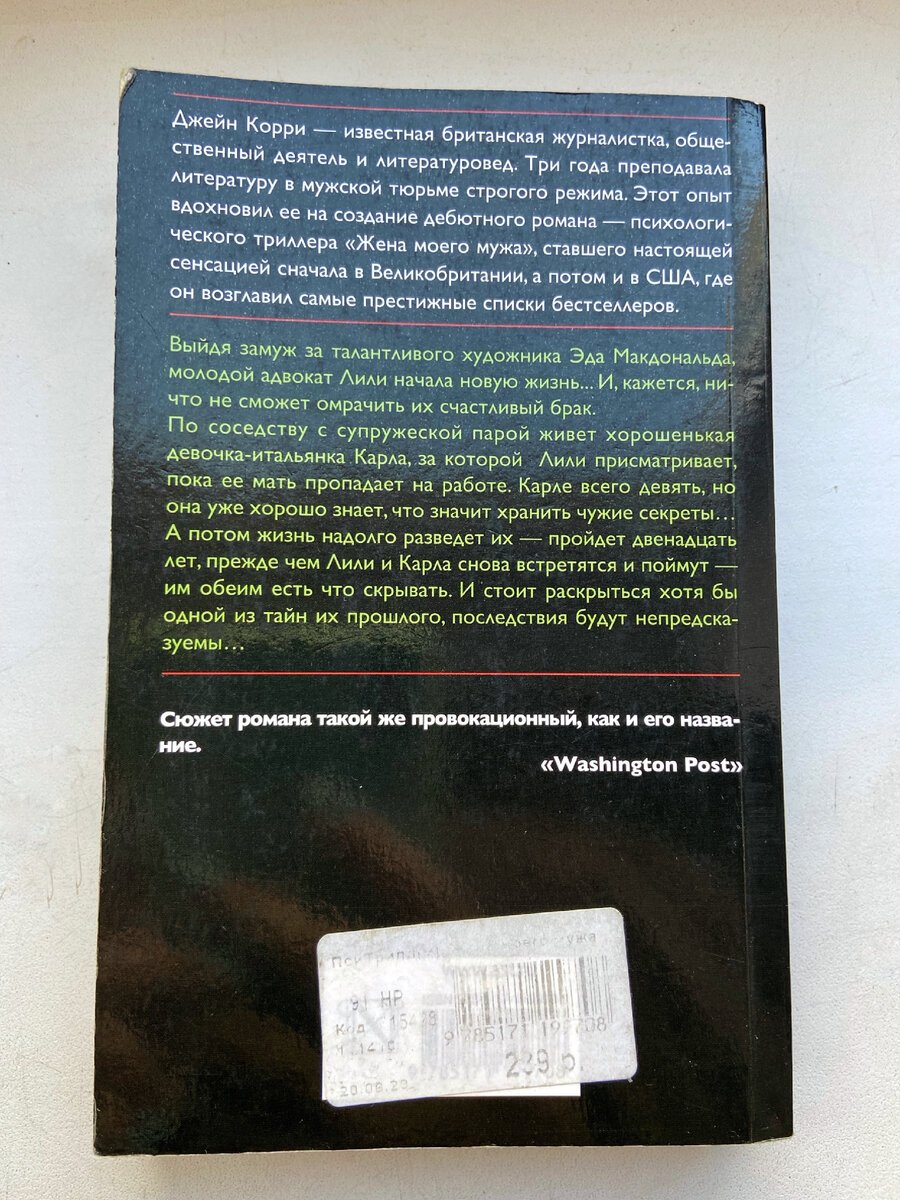 Джейн Корри — известная британская журналистка, обще-
ственный деятель и литературовед. Три года преподавала
литературу в мужской тюрьме строгого режима. Этот опыт
вдохновил ее на создание дебютного романа — психологи-
ческого триллера «Жена моего мужа», ставшего настоящей
сенсацией сначала в Великобритании, а потом и в США, где
он возглавил самые престижные списки бестселлеров.
Выйдя замуж за талантливого художника Эда Макдональда,
молодой адвокат Лили начала новую жизнь... И, кажется, ни-
что не сможет омрачить их счастливый брак.
По соседству с супружеской парой живет хорошенькая
девочка-итальянка Карла, за которой Лили присматривает,
пока ее мать пропадает на работе. Карле всего девять, но
она уже хорошо знает, что значит хранить чужие секреты...
А потом жизнь надолго разведет их — пройдет двенадцать
лет, прежде чем Лили и Карла снова встретятся и поймут —
им обеим есть что скрывать. И стоит раскрыться хотя бы
одной из тайн их прошлого, последствия будут непредска-
зуемы...
Сюжет романа такой же провокационный, как и его назва-
ние.
«Washington Post»
мужа
НР
Код